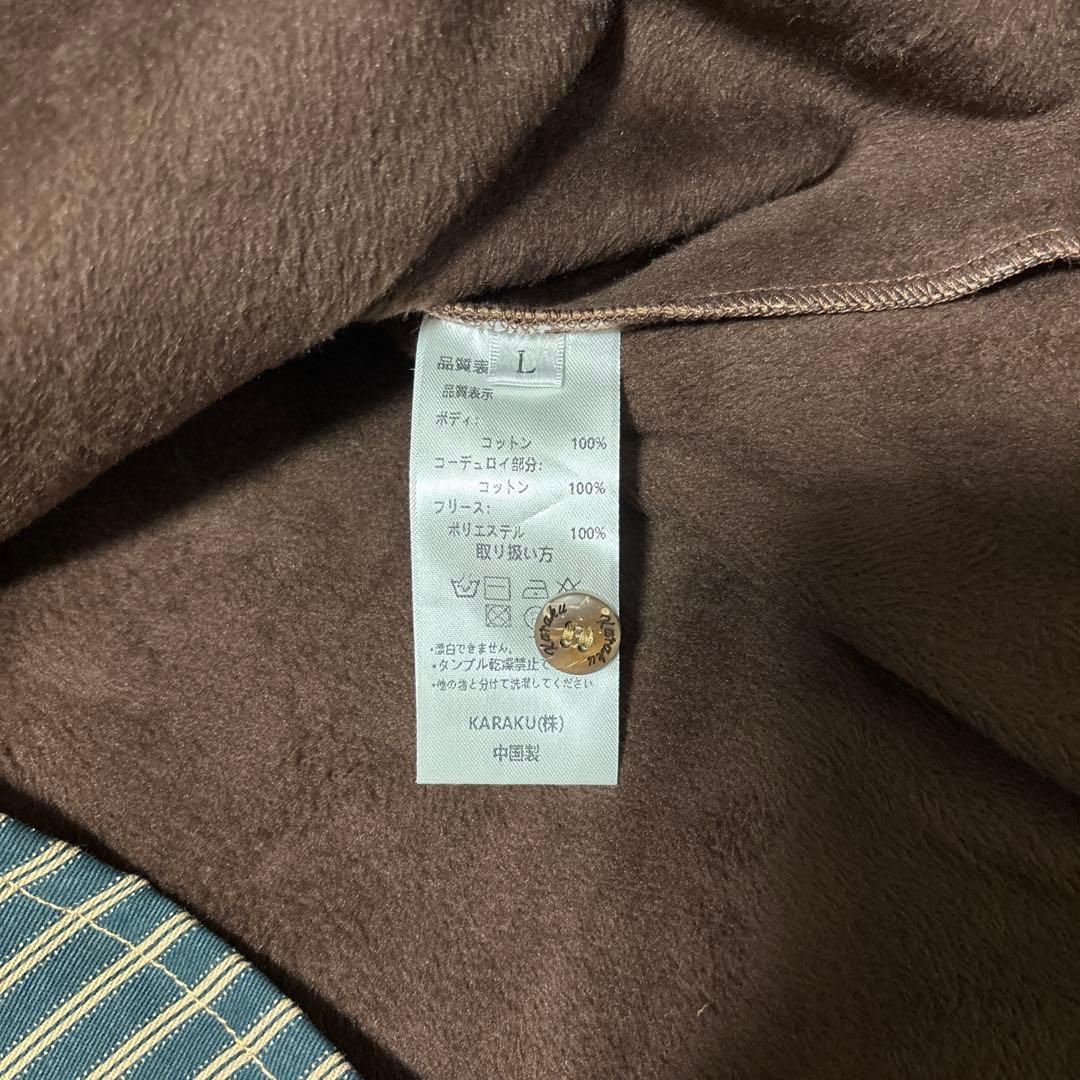 L
品質表
品質表示
ボディ:
コットン 100%
コーデュロイ部分:
コットン 100%
フリース:
ポリエステル 100%
取り扱い方
Karaku Karaku
・漂白できません。
・タンブル乾燥禁止
・他の物と分けて洗濯してください
KARAKU(株)
中国製